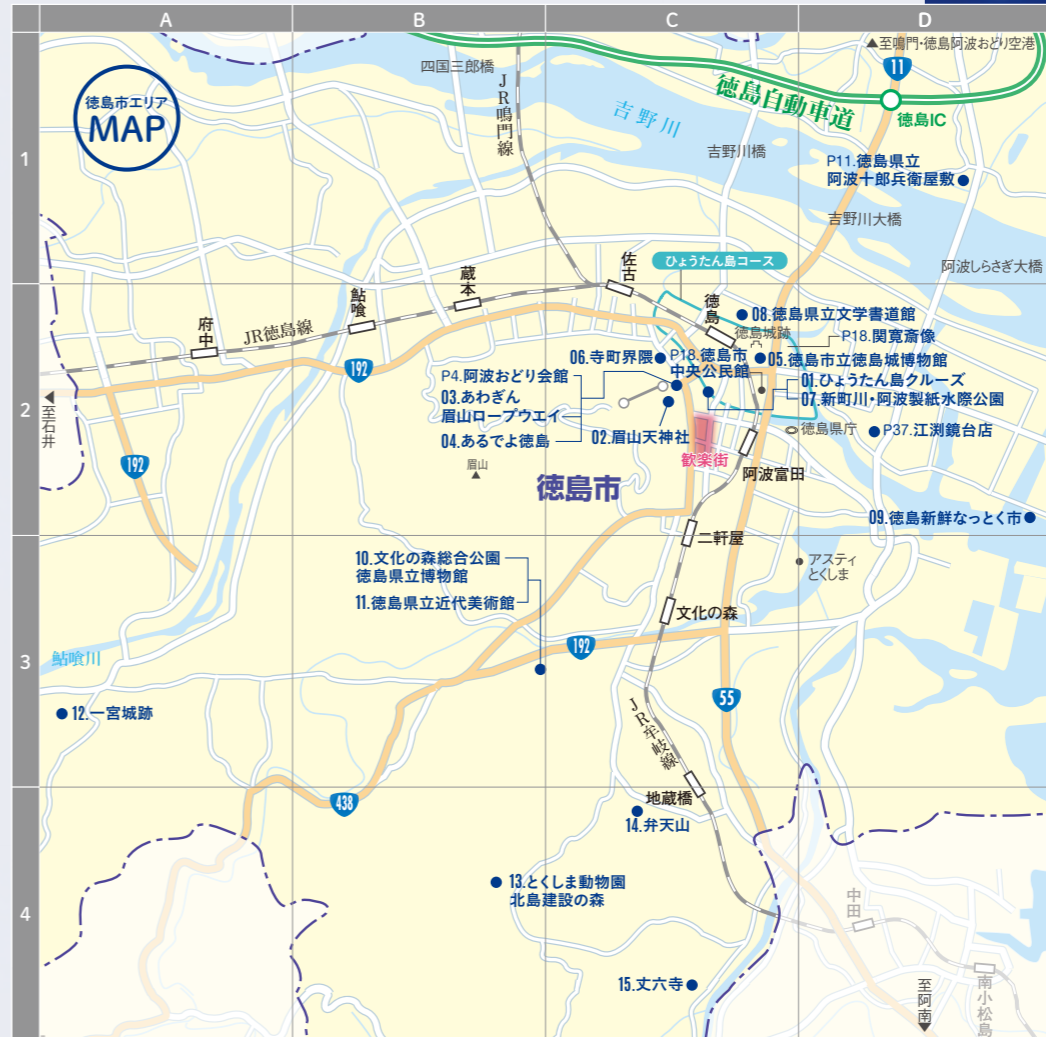 A
B
C
D
1
2
3
4
徳島市エリア
MAP
四国三郎橋
JR鳴門線
吉野川
吉野川橋
徳島自動車道
▲至鳴門・徳島阿波おどり空港
11
徳島IC
P11.徳島県立
阿波十郎兵衛屋敷
吉野川大橋
阿波しらさぎ大橋
ひょうたん島コース
佐古
蔵本
鮎喰
府中
JR徳島線
徳島
08.徳島県立文学書道館
徳島城跡
P18.関寛斎像
06.寺町界隈
P18.徳島市
中央公民館
05.徳島市立徳島城博物館
192
P4.阿波おどり会館
03.あわぎん
眉山ロープウエイ
04.あるでよ徳島
01.ひょうたん島クルーズ
07.新町川・阿波製紙水際公園
02.眉山天神社
徳島県庁
P37.江渕鏡台店
至石井
192
眉山
歓楽街
阿波富田
徳島市
09.徳島新鮮なっとく市
二軒屋
10.文化の森総合公園
徳島県立博物館
11.徳島県立近代美術館
アスティ
とくしま
文化の森
192
鮎喰川
12.一宮城跡
55
JR牟岐線
438
地蔵橋
14.弁天山
13.とくしま動物園
北島建設の森
中田
15.丈六寺
至阿南
南小松島